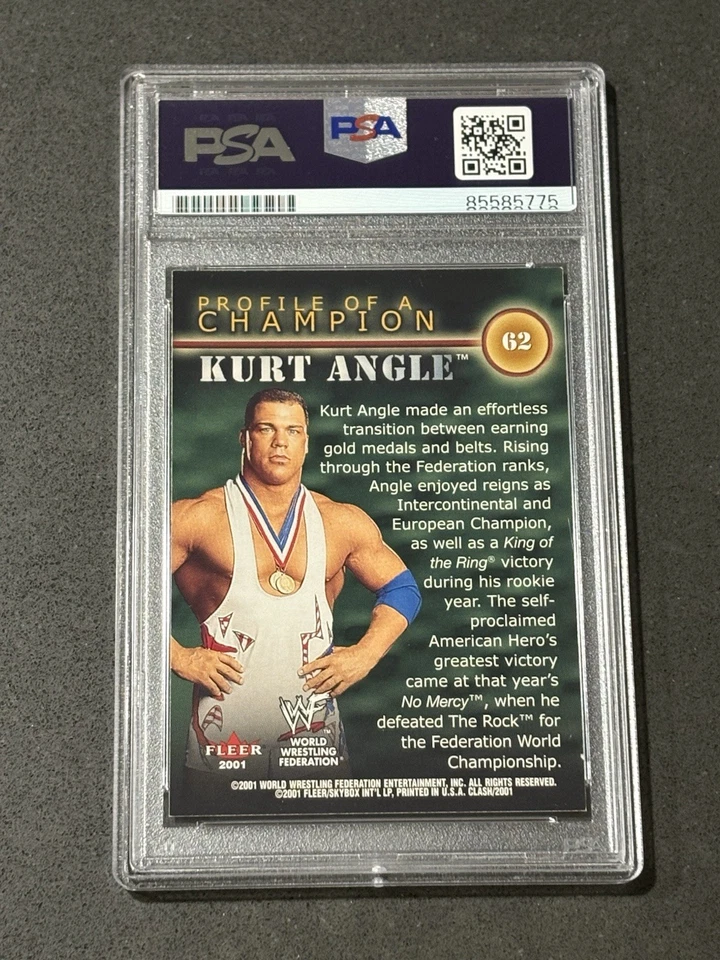 PSA
PSA
85585775
PROFILE OF A
CHAMPION
62
KURT ANGLE™
Kurt Angle made an effortless
transition between earning
gold medals and belts. Rising
through the Federation ranks,
Angle enjoyed reigns as
Intercontinental and
European Champion,
as well as a King of
the Ring® victory
during his rookie
year. The self-
proclaimed
American Hero's
greatest victory
came at that year's
No Mercy™, when he
defeated The Rock™ for
the Federation World
Championship.
FLEER
2001
WF™
WORLD
WRESTLING
FEDERATION®
©2001 WORLD WRESTLING FEDERATION ENTERTAINMENT, INC. ALL RIGHTS RESERVED.
©2001 FLEER/SKYBOX INT'L LP, PRINTED IN U.S.A. CLASH/2001